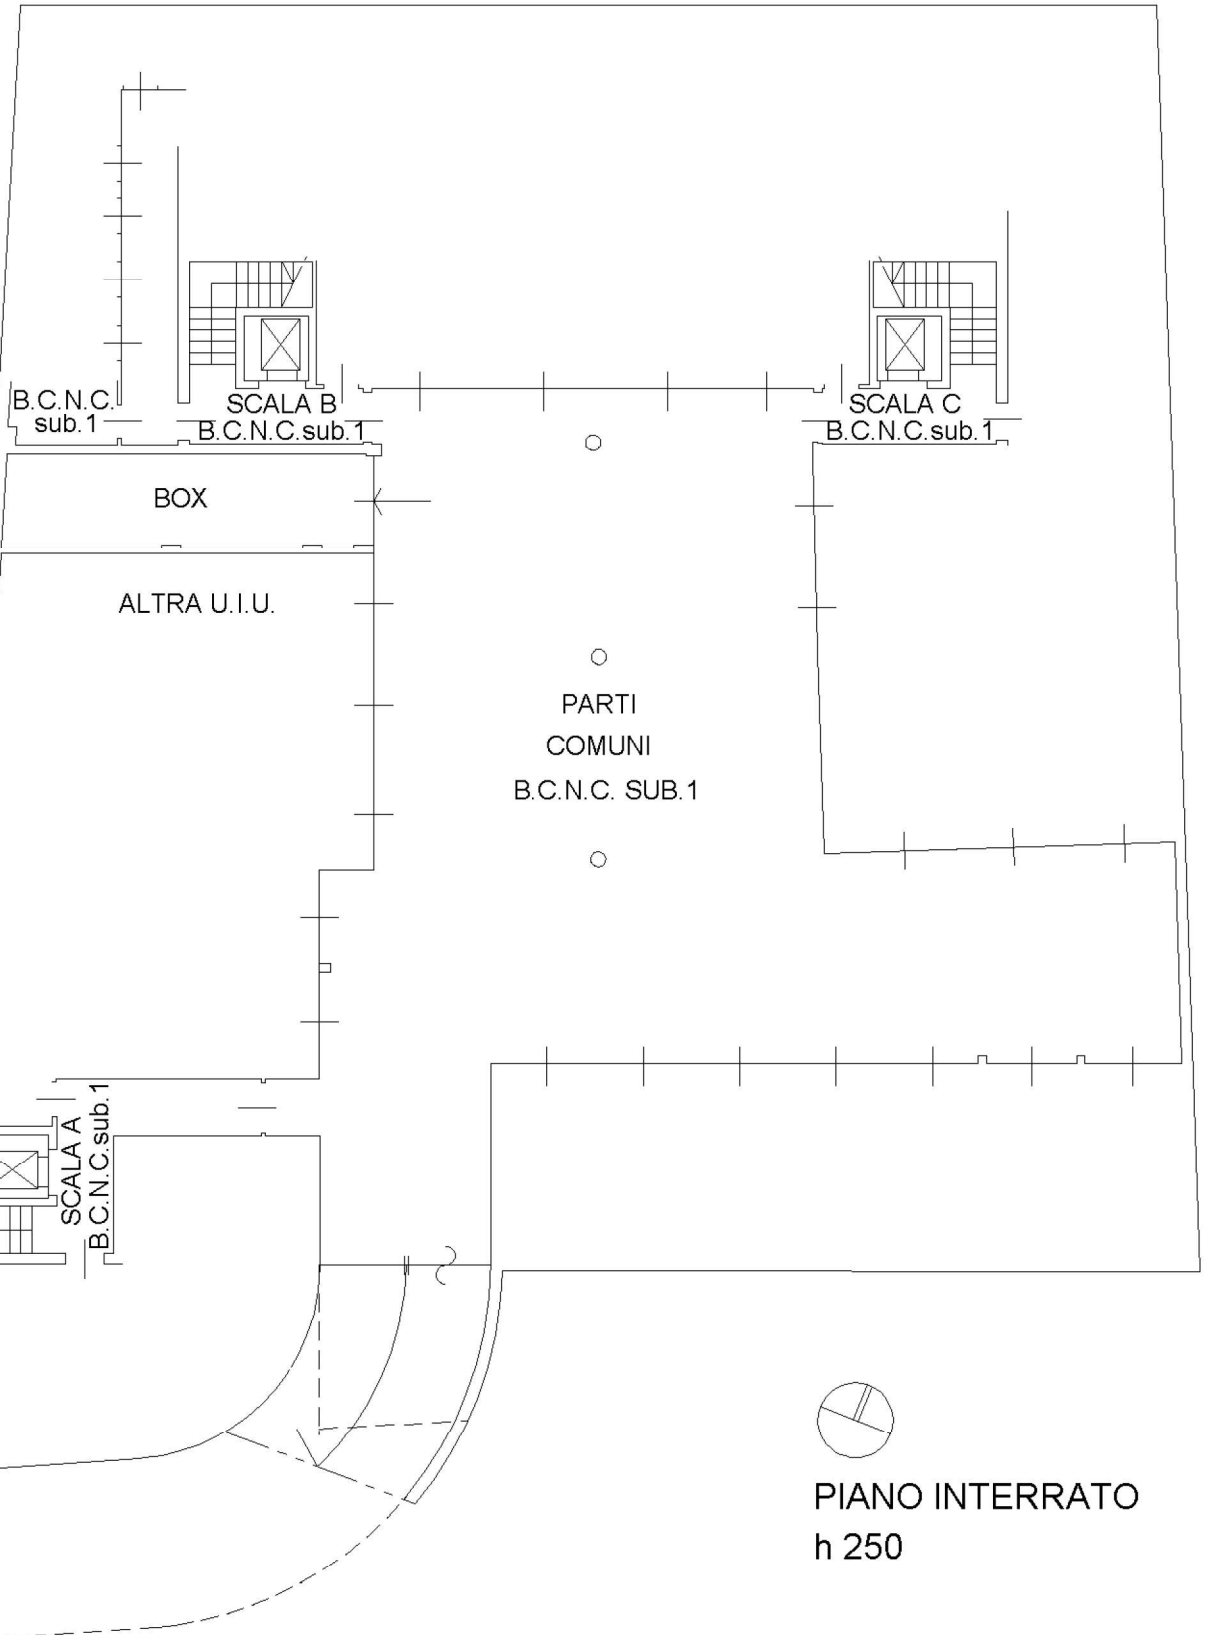 B.C.N.C.
sub.1
SCALA B
B.C.N.C.sub.1
SCALA C
B.C.N.C.sub.1
BOX
ALTRA U.I.U.
PARTI
COMUNI
B.C.N.C. SUB.1
SCALA A
B.C.N.C.sub.1
PIANO INTERRATO
h 250